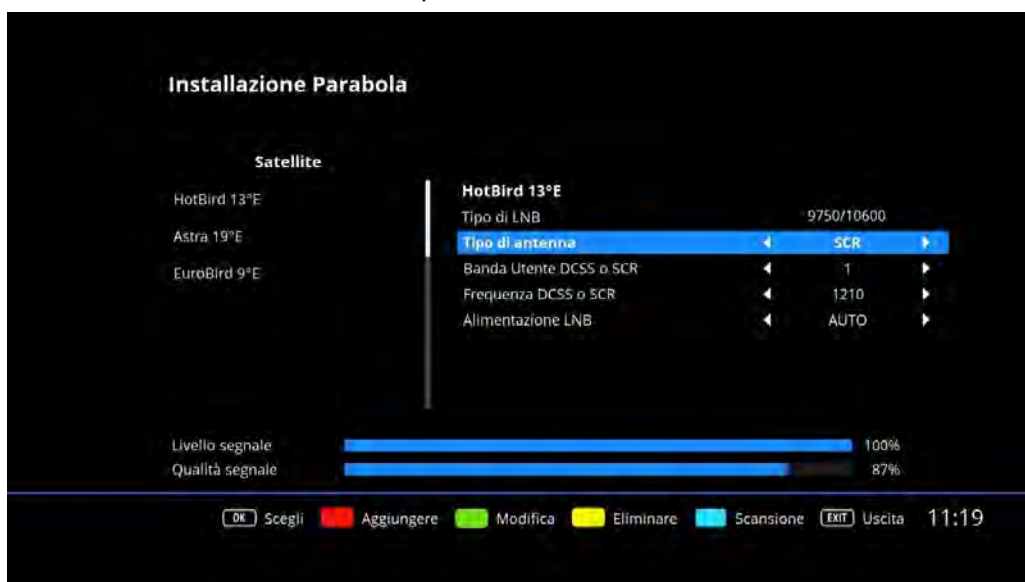 Installazione Parabola
Satellite
HotBird 13°E
Astra 19°E
EuroBird 9°E
HotBird 13°E
Tipo di LNB 9750/10600
Tipo di antenna SCR
Banda Utente DCSS o SCR 1
Frequenza DCSS o SCR 1210
Alimentazione LNB AUTO
Livello segnale 100%
Qualità segnale 87%
OK Scegli Aggiungere Modifica Eliminare Scansione EXIT Uscita 11:19